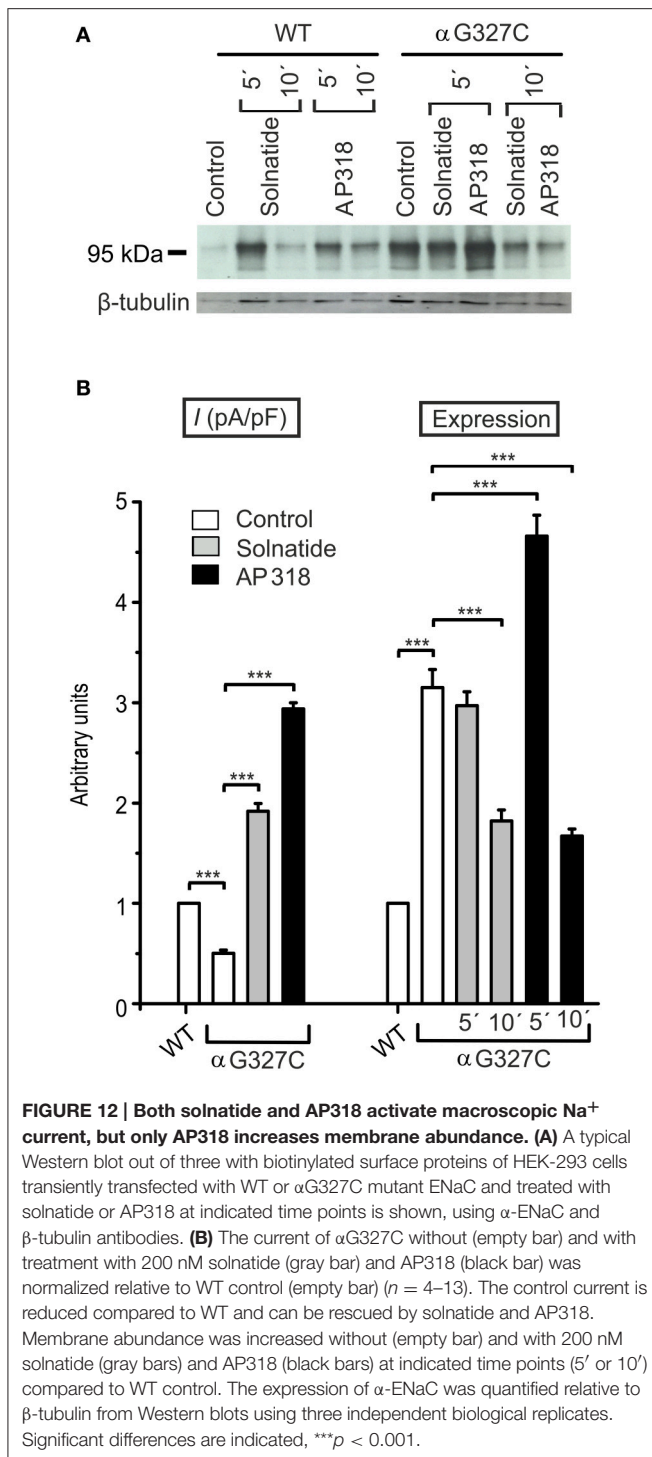 A
WT
αG327C
5´
10´
5´
10´
5´
10´
Control
Solnatide
AP318
Control
Solnatide
AP318
Solnatide
AP318
95 kDa
β-tubulin
B
I (pA/pF)
Expression
Control
Solnatide
AP318
Arbitrary units
5
4
3
2
1
0
***
***
***
***
***
***
***
WT
αG327C
WT
5´ 10´ 5´ 10´
αG327C
FIGURE 12 | Both solnatide and AP318 activate macroscopic Na+
current, but only AP318 increases membrane abundance. (A) A typical
Western blot out of three with biotinylated surface proteins of HEK-293 cells
transiently transfected with WT or αG327C mutant ENaC and treated with
solnatide or AP318 at indicated time points is shown, using α-ENaC and
β-tubulin antibodies. (B) The current of αG327C without (empty bar) and with
treatment with 200 nM solnatide (gray bar) and AP318 (black bar) was
normalized relative to WT control (empty bar) (n = 4–13). The control current is
reduced compared to WT and can be rescued by solnatide and AP318.
Membrane abundance was increased without (empty bar) and with 200 nM
solnatide (gray bars) and AP318 (black bars) at indicated time points (5′ or 10′)
compared to WT control. The expression of α-ENaC was quantified relative to
β-tubulin from Western blots using three independent biological replicates.
Significant differences are indicated, ***p < 0.001.